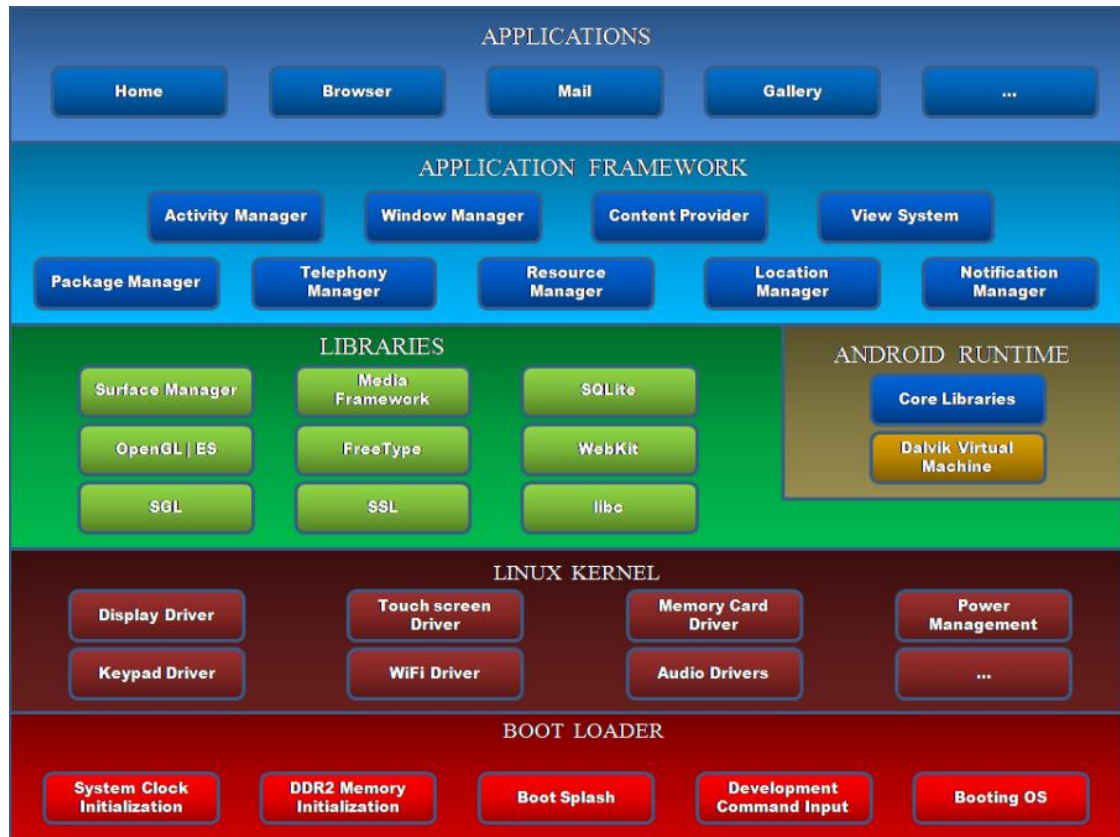 APPLICATIONS
Home
Browser
Mail
Gallery
...
APPLICATION FRAMEWORK
Activity Manager
Window Manager
Content Provider
View System
Package Manager
Telephony
Manager
Resource
Manager
Location
Manager
Notification
Manager
LIBRARIES
Surface Manager
Media
Framework
SQLite
OpenGL | ES
FreeType
WebKit
SGL
SSL
libc
ANDROID RUNTIME
Core Libraries
Dalvik Virtual
Machine
LINUX KERNEL
Display Driver
Touch screen
Driver
Memory Card
Driver
Power
Management
Keypad Driver
WiFi Driver
Audio Drivers
...
BOOT LOADER
System Clock
Initialization
DDR2 Memory
Initialization
Boot Splash
Development
Command Input
Booting OS